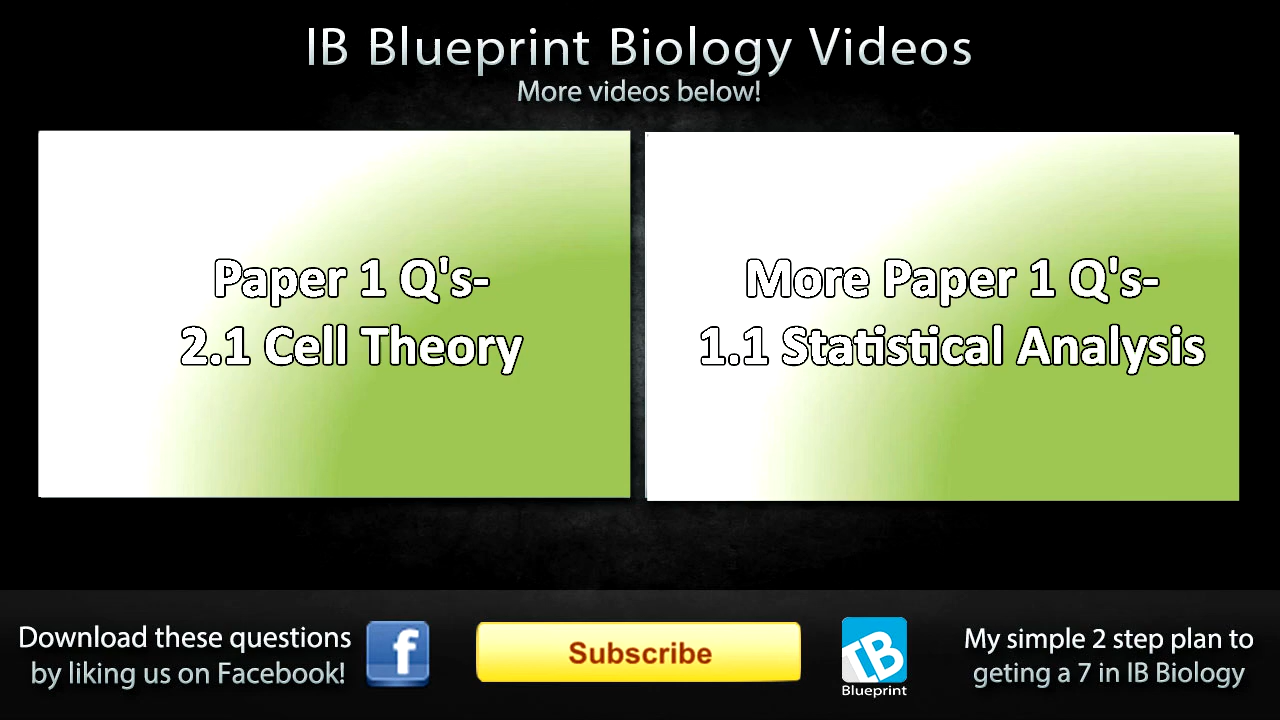 IB Blueprint Biology Videos
More videos below!
Paper 1 Q's-
2.1 Cell Theory
More Paper 1 Q's-
1.1 Statistical Analysis
Download these questions
by liking us on Facebook!
f
Subscribe
IB
Blueprint
My simple 2 step plan to
geting a 7 in IB Biology